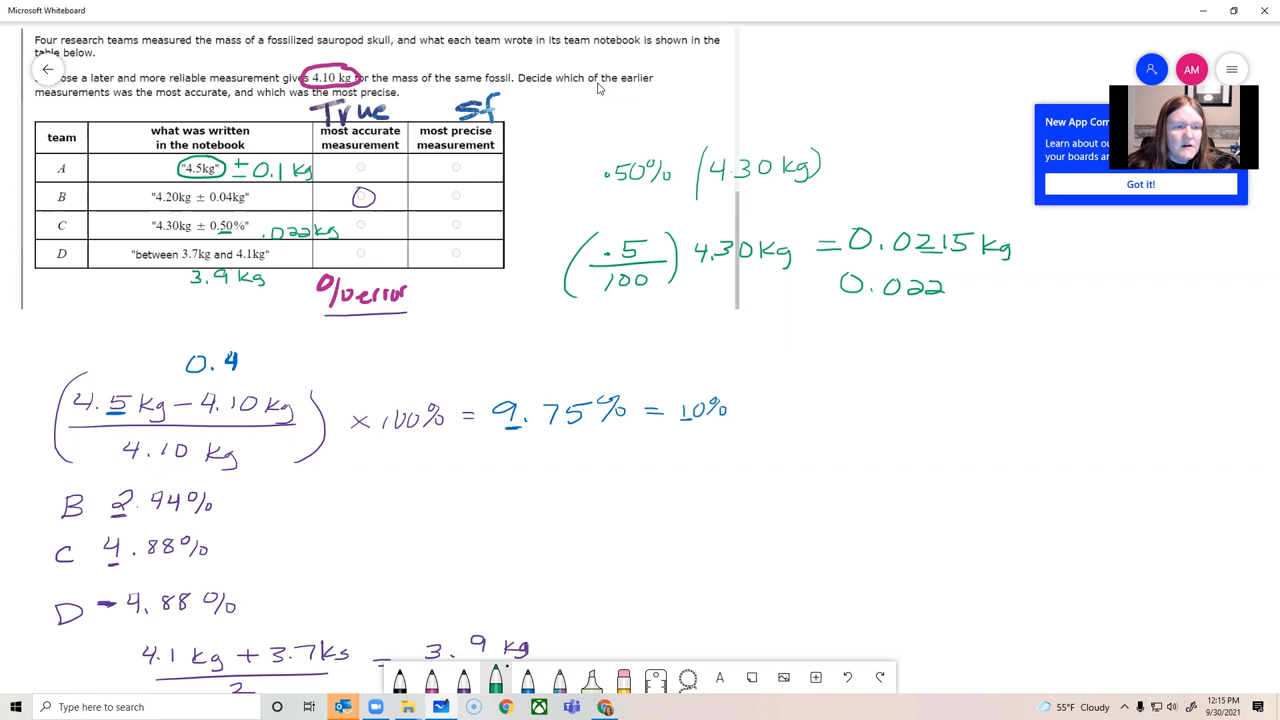 Microsoft Whiteboard
Four research teams measured the mass of a fossilized sauropod skull, and what each team wrote in its team notebook is shown in the
table below.
ose a later and more reliable measurement gives 4.10 kg for the mass of the same fossil. Decide which of the earlier
measurements was the most accurate, and which was the most precise.
True Sf
team what was written in the notebook most accurate measurement most precise measurement
A "4.5kg" ± 0.1 kg
B "4.20kg ± 0.04kg"
C "4.30kg ± 0.50%" .022kg
D "between 3.7kg and 4.1kg"
3.9 kg
% error
.50% (4.30 kg)
(.5/100) 4.30 kg = 0.0215 kg
0.022
AM
New App Com
Learn about ou
your boards an
Got it!
0.4
(4.5 kg - 4.10 kg / 4.10 kg) × 100% = 9.75% = 10%
B 2.44%
C 4.88%
D - 4.88%
4.1 kg + 3.7 kg = 3.9 kg
2
A
Type here to search
55°F Cloudy
12:15 PM
9/30/2021